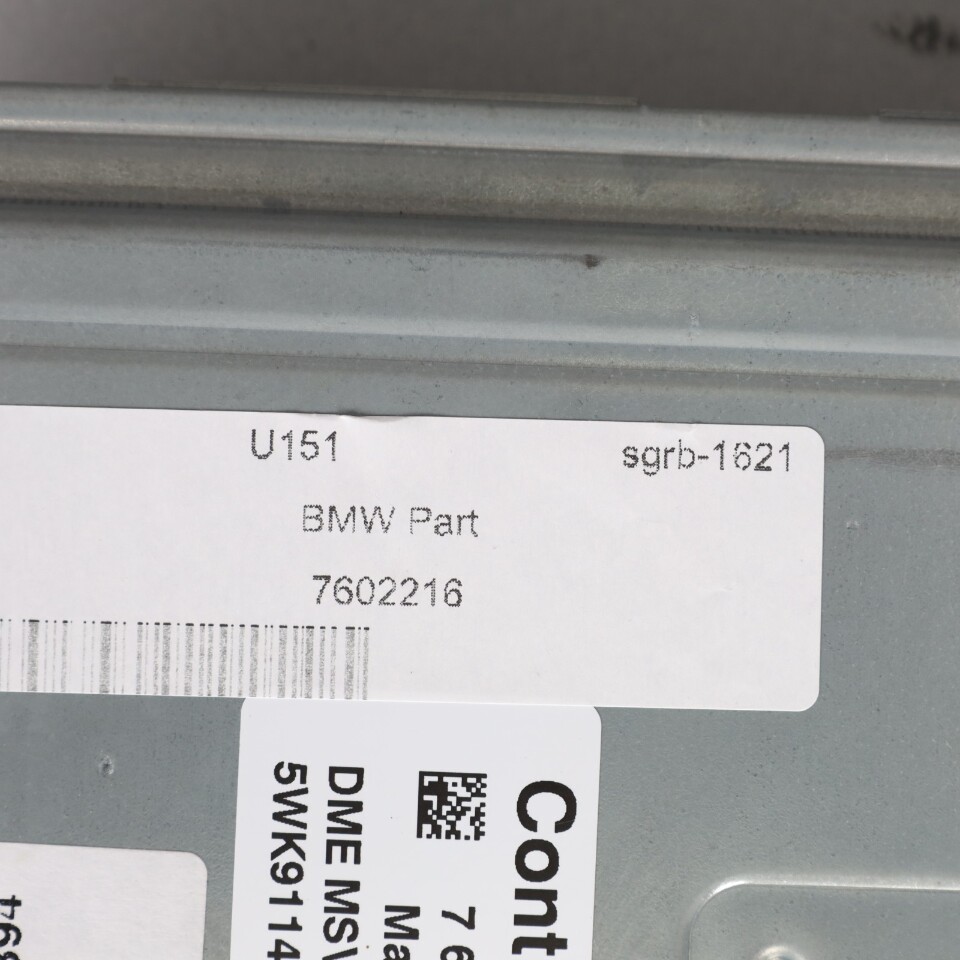 U151
sgrb-1621
BMW Part
7602216
Cont
7 6
Ma
DME MSV
5WK9114